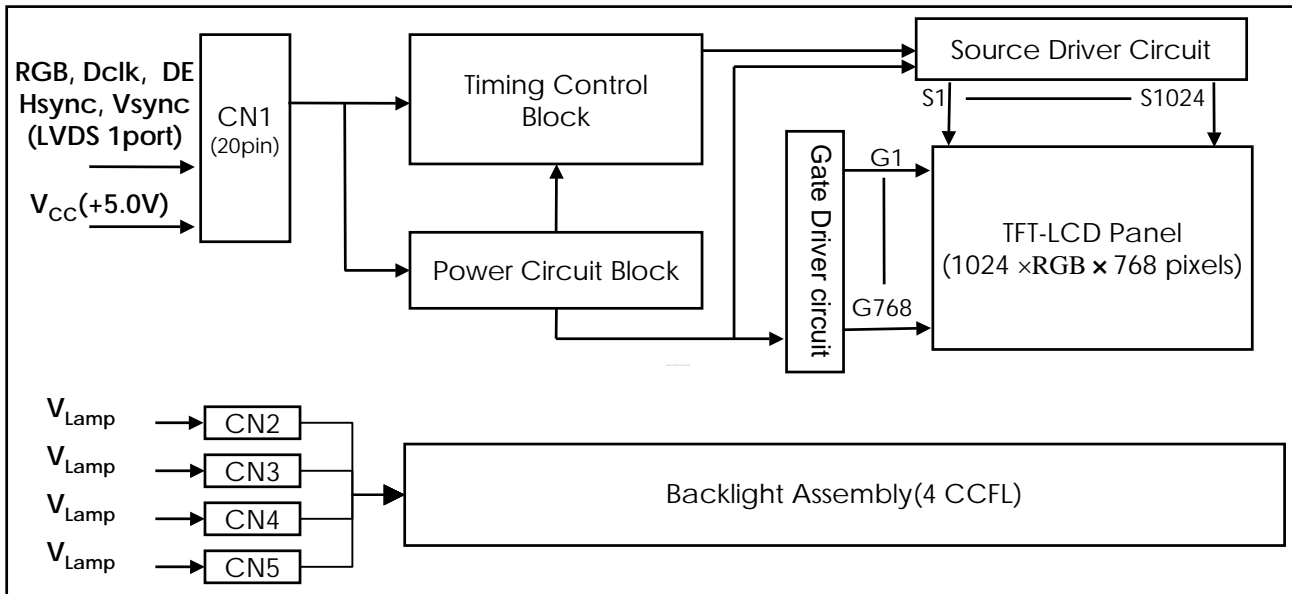 RGB, Dclk, DE
Hsync, Vsync
(LVDS 1port)
VCC(+5.0V)
CN1
(20pin)
Timing Control
Block
Power Circuit Block
Source Driver Circuit
S1
S1024
Gate Driver circuit
G1
G768
TFT-LCD Panel
(1024 ×RGB × 768 pixels)
VLamp
CN2
VLamp
CN3
VLamp
CN4
VLamp
CN5
Backlight Assembly(4 CCFL)